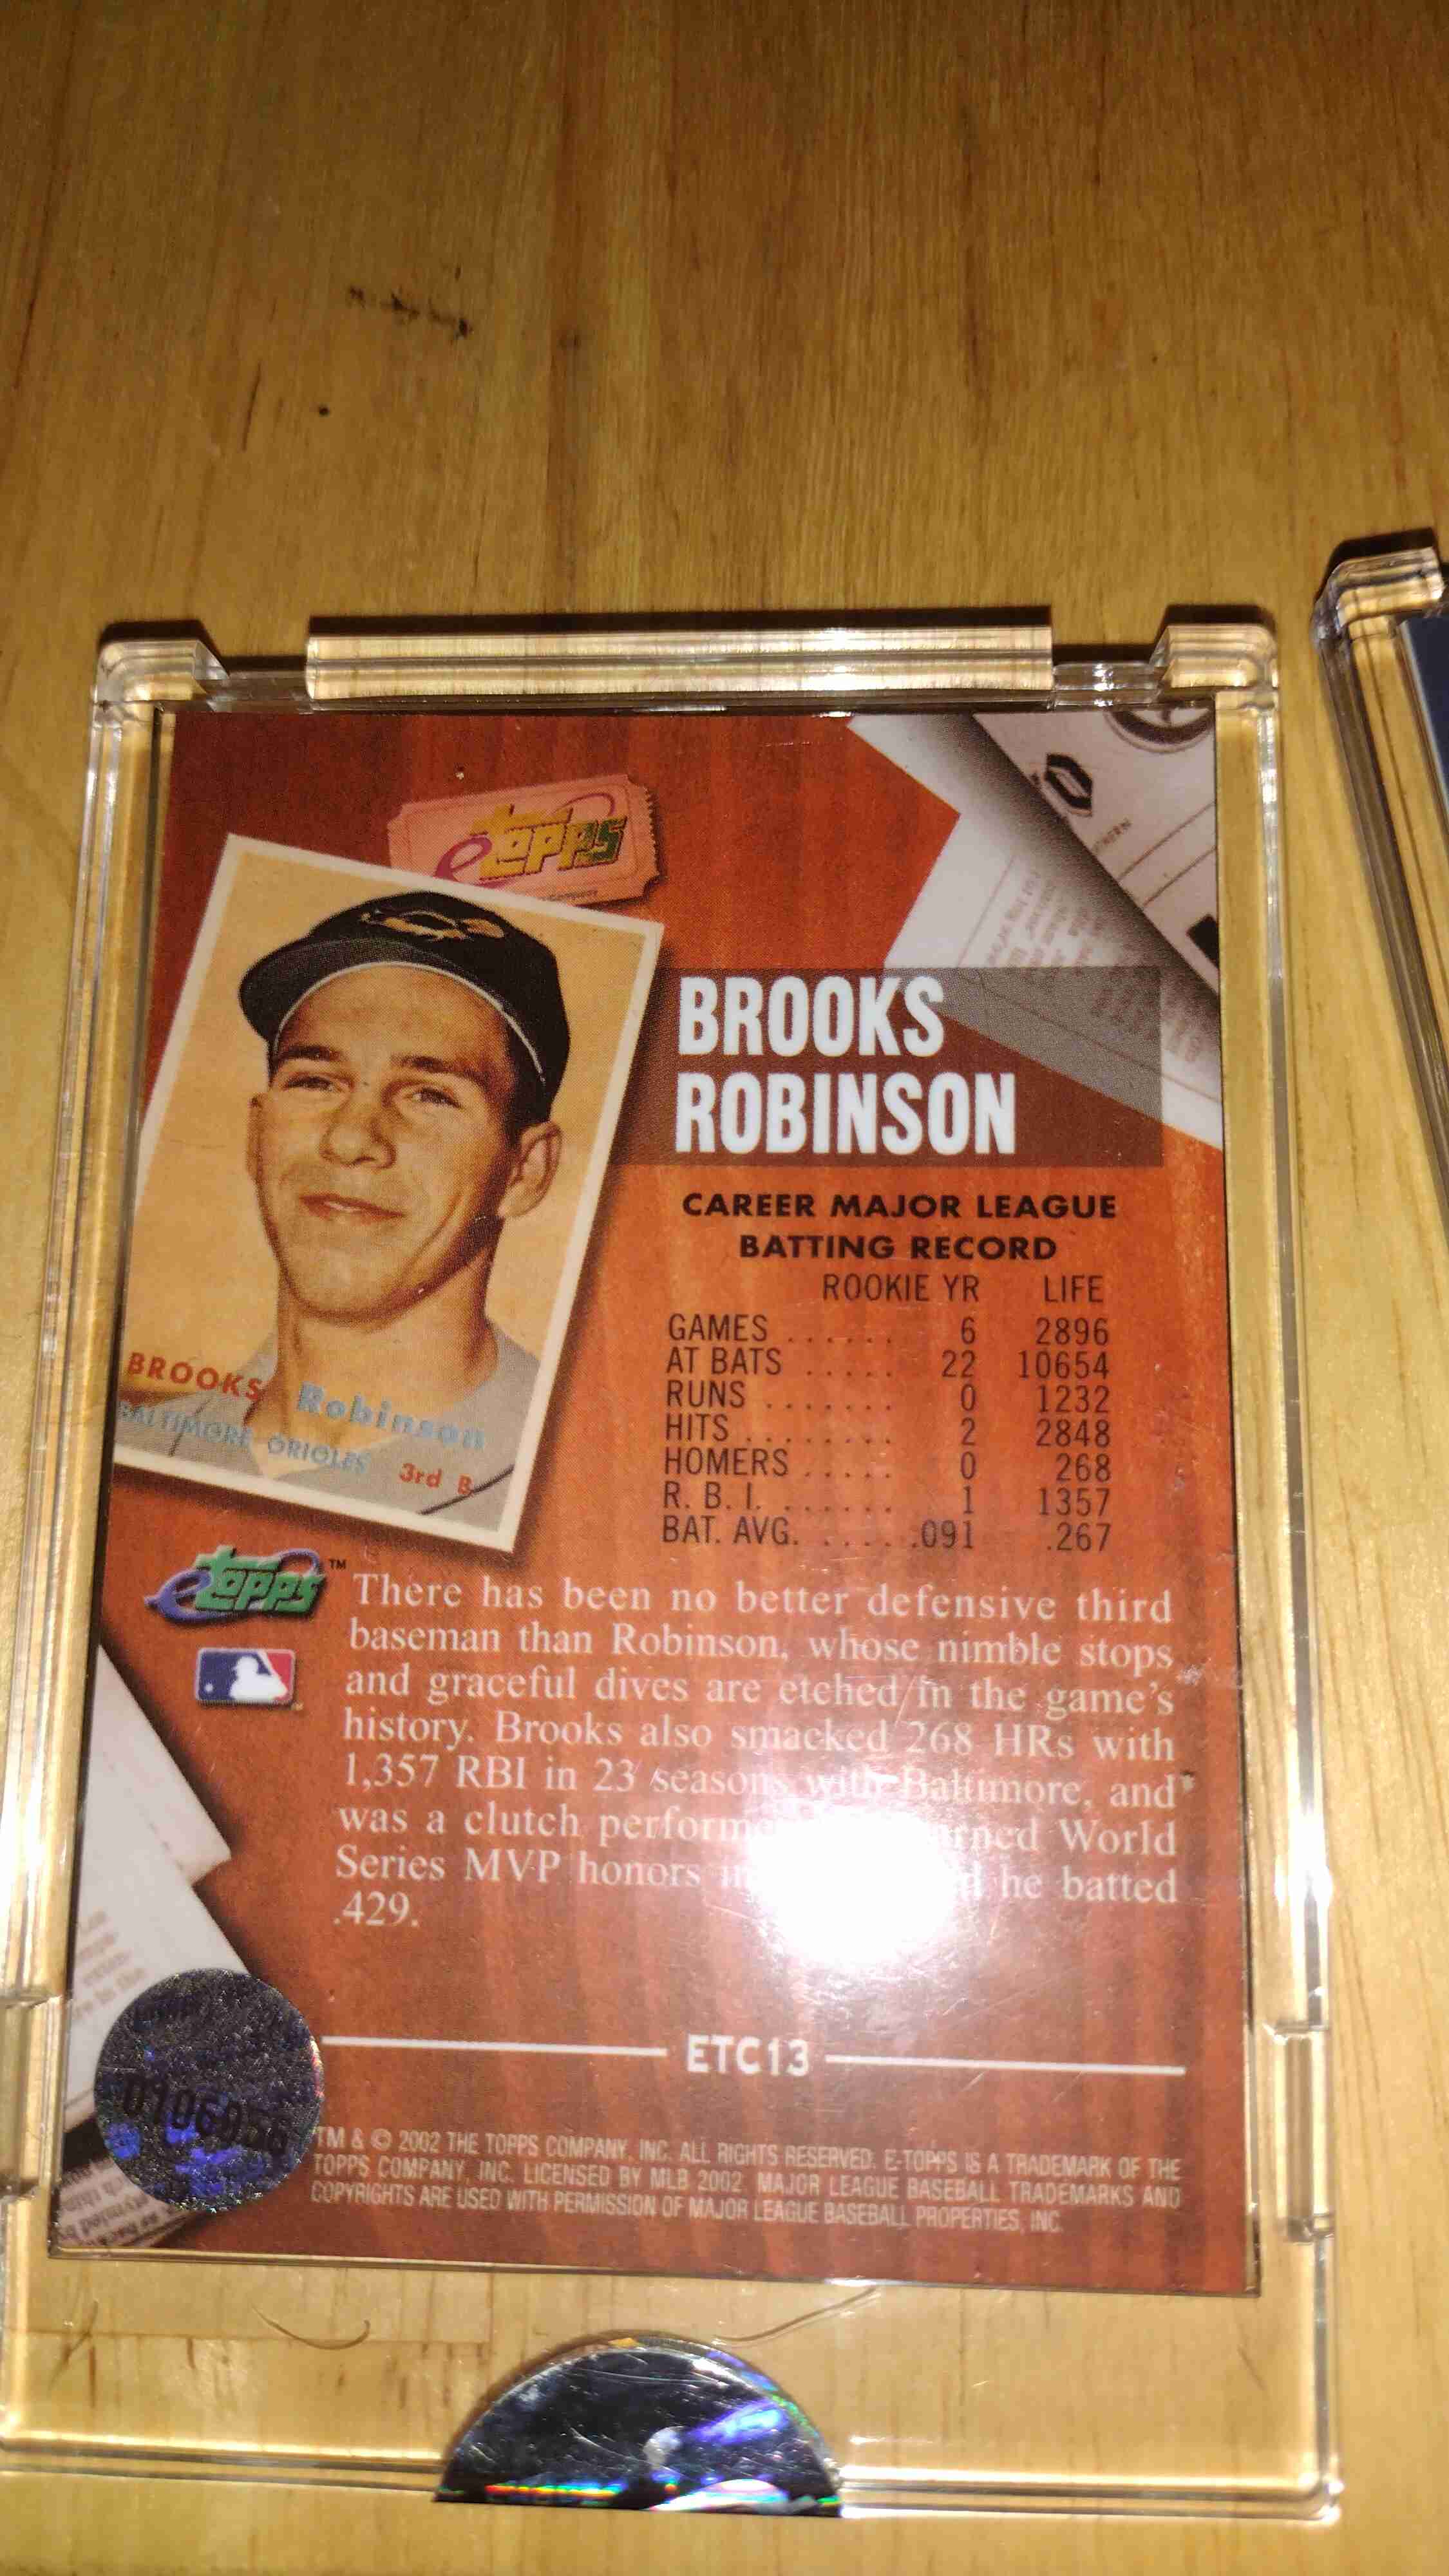 etopps
BROOKS
ROBINSON
CAREER MAJOR LEAGUE
BATTING RECORD
ROOKIE YR LIFE
GAMES ...... 6 2896
AT BATS ..... 22 10654
RUNS ....... 0 1232
HITS ........ 2 2848
HOMERS ..... 0 268
R. B. I. ...... 1 1357
BAT. AVG. ..... .091 .267
BROOKS Robinson
BALTIMORE ORIOLES 3rd B
etopps™
There has been no better defensive third
baseman than Robinson, whose nimble stops
and graceful dives are etched in the game's
history. Brooks also smacked 268 HRs with
1,357 RBI in 23 seasons with Baltimore, and
was a clutch World
Series MVP honors he batted
.429.
ETC13
TM & © 2002 THE TOPPS COMPANY, INC. ALL RIGHTS RESERVED. E-TOPPS IS A TRADEMARK OF THE
TOPPS COMPANY, INC. LICENSED BY MLB 2002. MAJOR LEAGUE BASEBALL TRADEMARKS AND
COPYRIGHTS ARE USED WITH PERMISSION OF MAJOR LEAGUE BASEBALL PROPERTIES, INC.